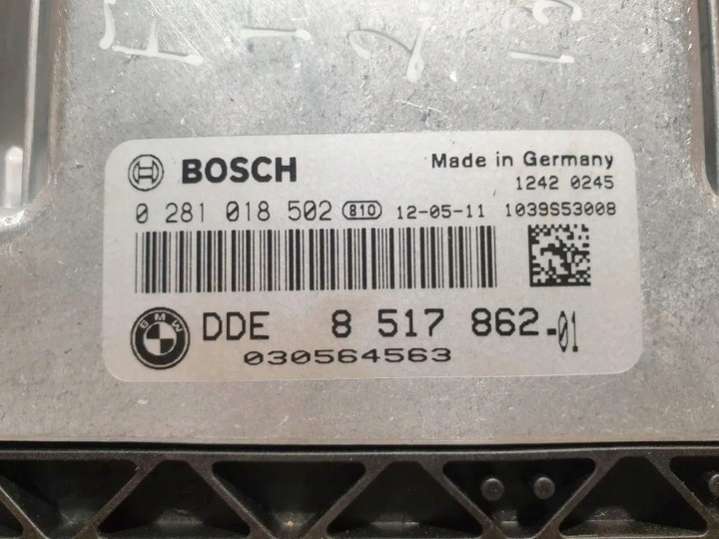 BOSCH
Made in Germany
1242 0245
0 281 018 502 810 12-05-11 1039S53008
BMW
DDE 8 517 862-01
030564563